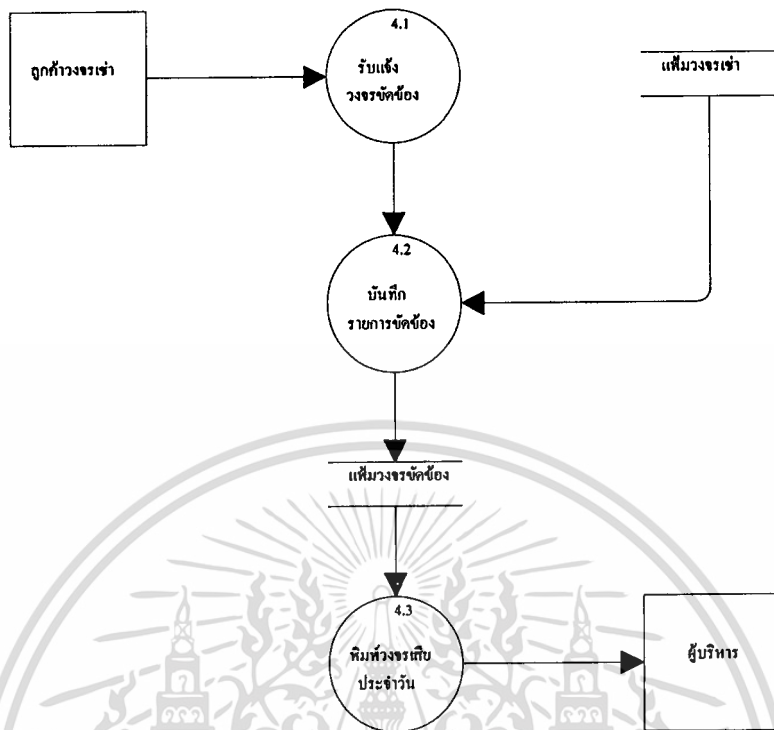 4.1
ลูกค้าวงจรเช่า
รับแจ้ง
วงจรขัดข้อง
แฟ้มวงจรเช่า
4.2
บันทึก
รายการขัดข้อง
แฟ้มวงจรขัดข้อง
4.3
พิมพ์วงจรเสีย
ประจำวัน
ผู้บริหาร